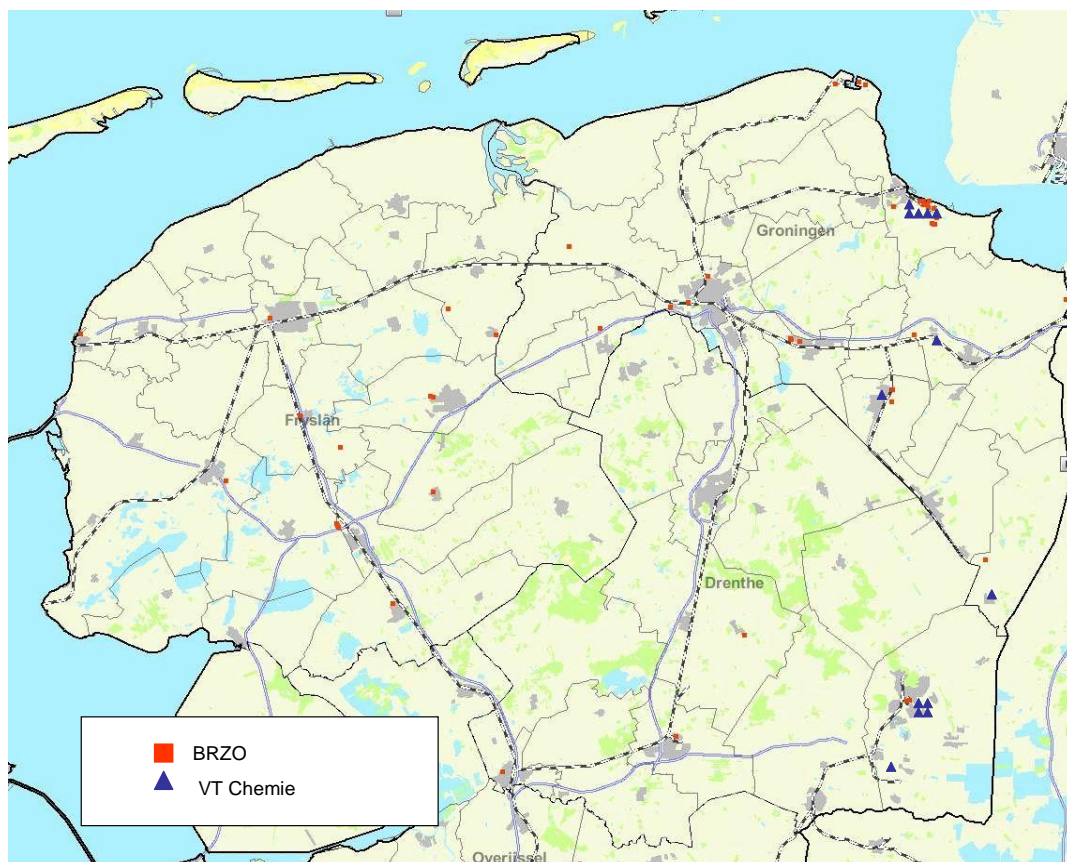 Groningen
Fryslân
Drenthe
BRZO
VT Chemie
Overijssel